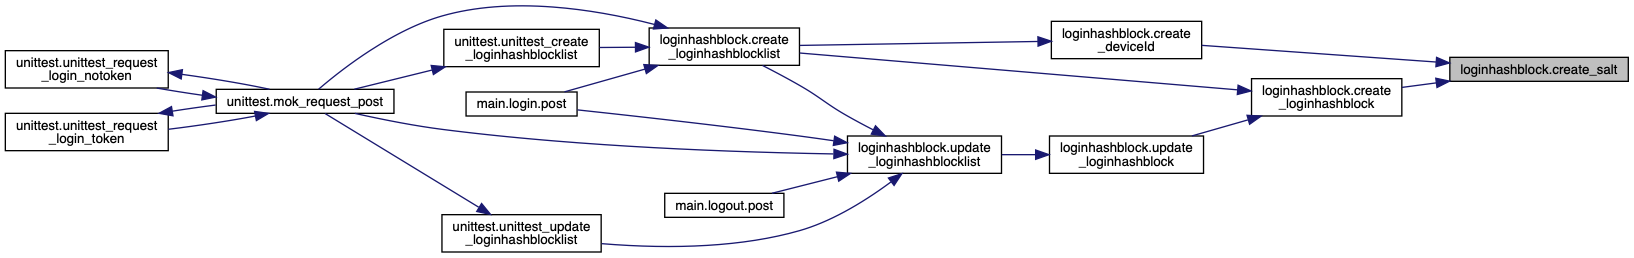 unittest.unittest_request
_login_notoken
unittest.unittest_request
_login_token
unittest.mok_request_post
unittest.unittest_create
_loginhashblocklist
main.login.post
unittest.unittest_update
_loginhashblocklist
loginhashblock.create
_loginhashblocklist
main.logout.post
loginhashblock.update
_loginhashblocklist
loginhashblock.create
_deviceId
loginhashblock.update
_loginhashblock
loginhashblock.create
_loginhashblock
loginhashblock.create_salt